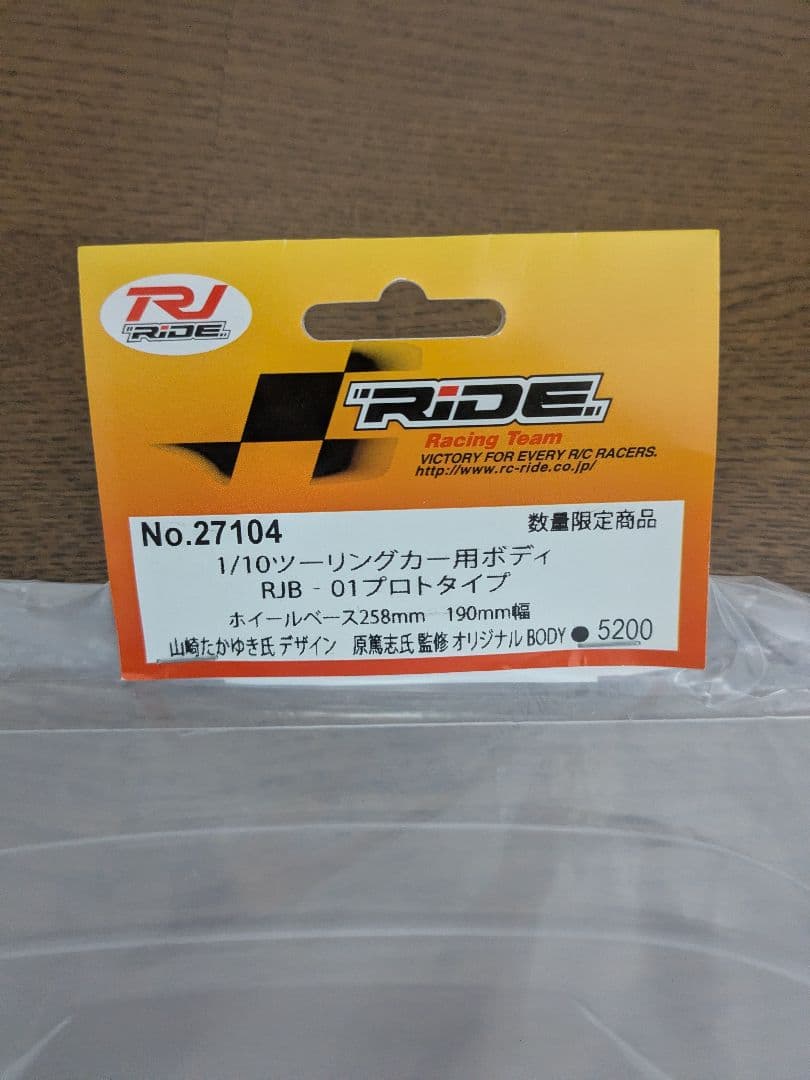 RJ
RiDE
RiDE
Racing Team
VICTORY FOR EVERY R/C RACERS.
http://www.rc-ride.co.jp/
No.27104
数量限定商品
1/10ツーリングカー用ボディ
RJB - 01プロトタイプ
ホイールベース258mm 190mm幅
山崎たかゆき氏 デザイン 原篤志氏 監修 オリジナル BODY ● 5200